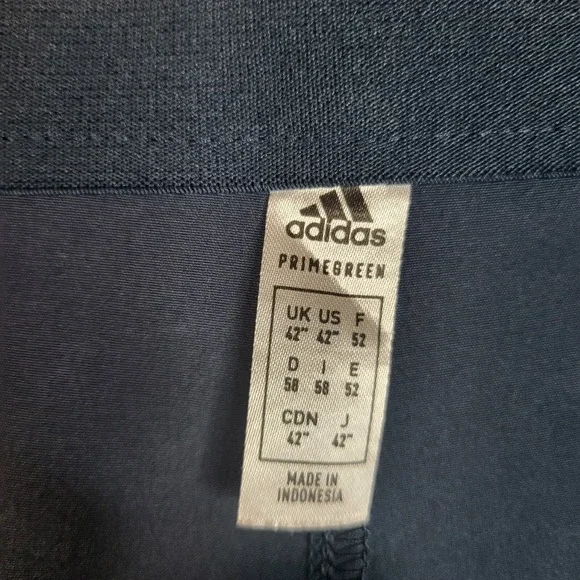 adidas
PRIMEGREEN
UK US F
42" 42" 52
D I E
58 58 52
CDN J
42" 42"
MADE IN
INDONESIA